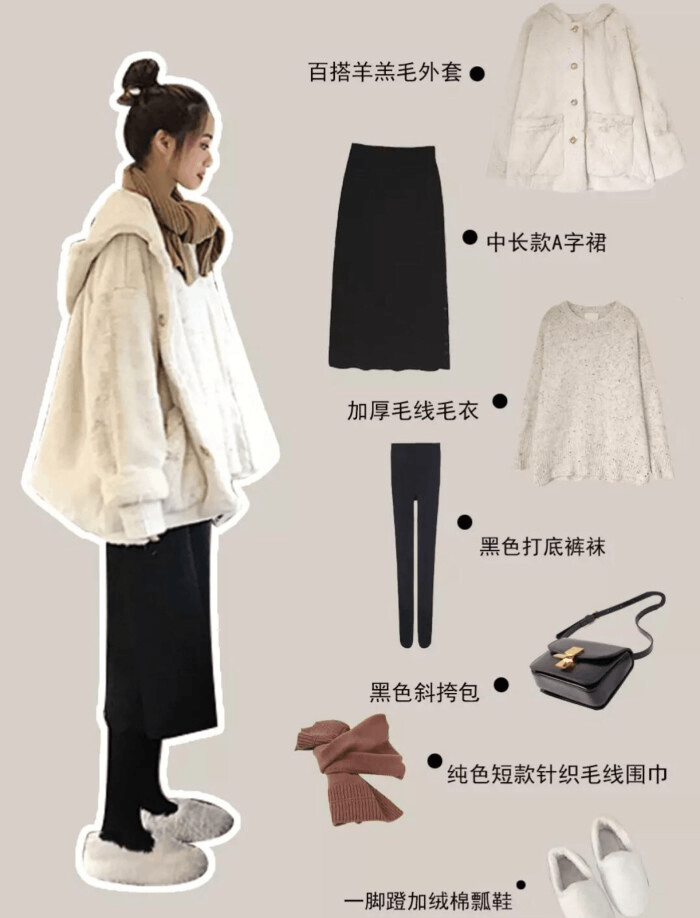 百搭羊羔毛外套
中长款A字裙
加厚毛线毛衣
黑色打底裤袜
黑色斜挎包
纯色短款针织毛线围巾
一脚蹬加绒棉瓢鞋